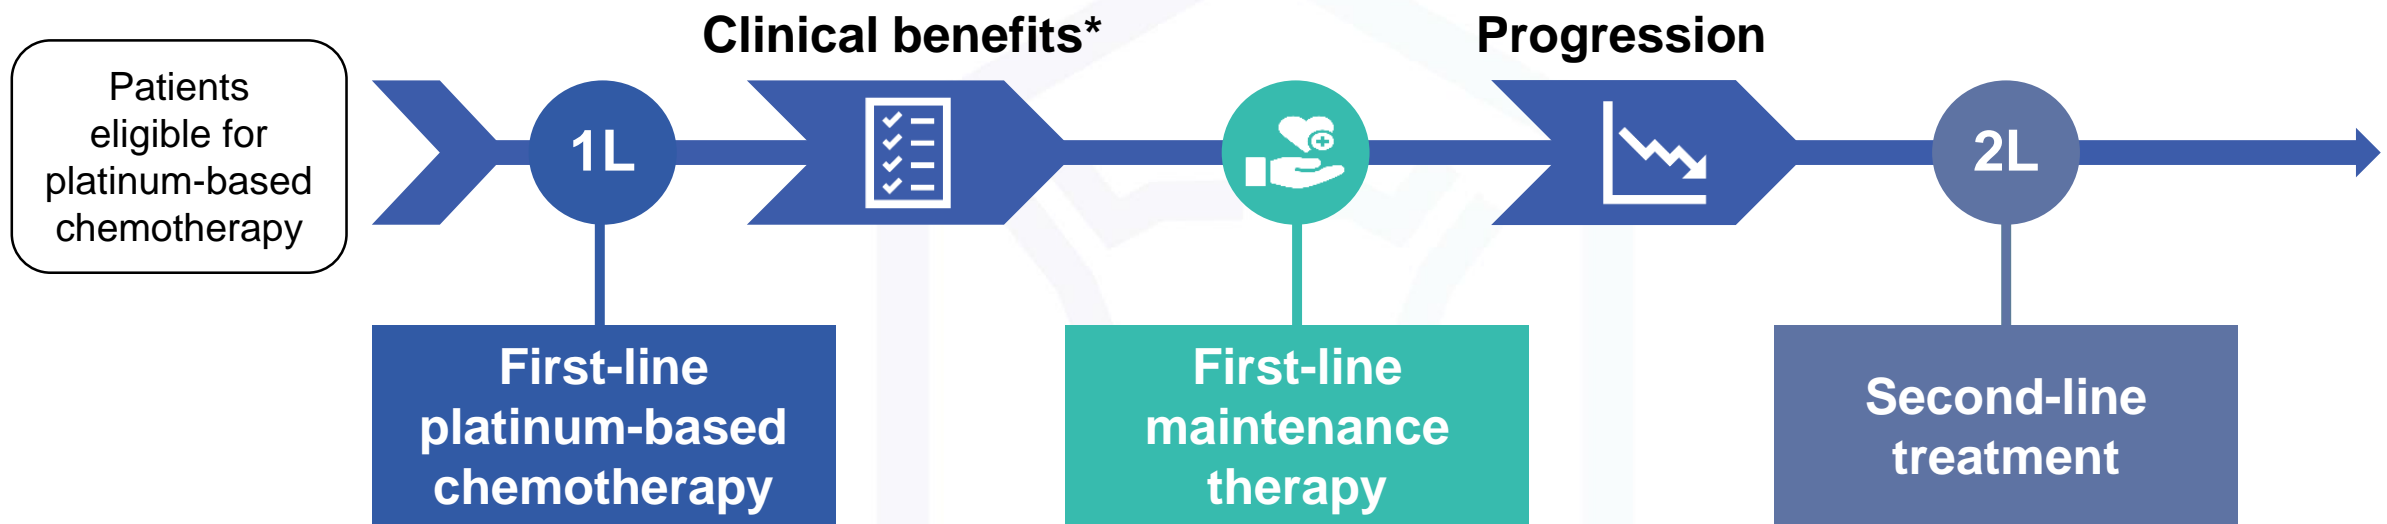 Clinical benefits*
Progression
Patients
eligible for
platinum-based
chemotherapy
1L
2L
First-line
platinum-based
chemotherapy
First-line
maintenance
therapy
Second-line
treatment